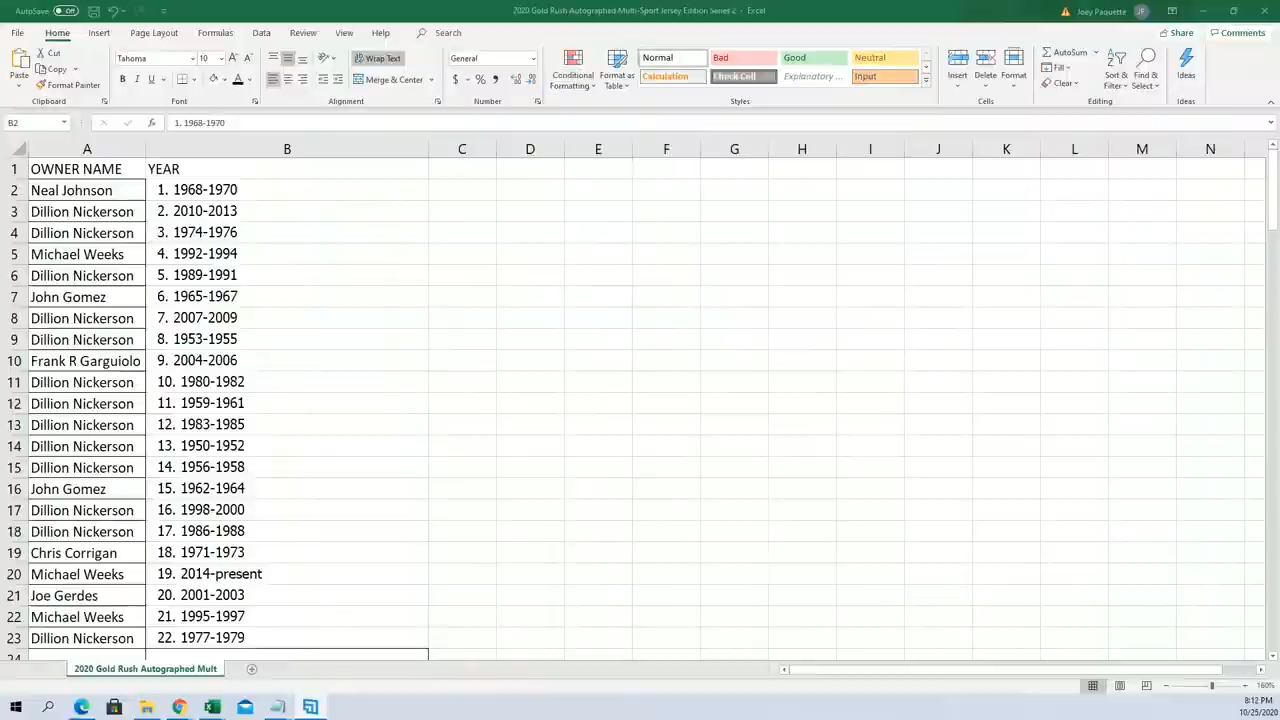 AutoSave Off 2020 Gold Rush Autographed Multi-Sport Jersey Edition Series 2 - Excel Joey Paquette JF
File Home Insert Page Layout Formulas Data Review View Help Search Share Comments
Paste Cut Copy Format Painter Clipboard
Tahoma 10 B I U A Font
Wrap Text Merge & Center Alignment
General $ % Number
Conditional Formatting Format as Table
Normal Bad Good Neutral
Calculation Check Cell Explanatory ... Input
Styles
Insert Delete Format Cells
AutoSum Fill Clear Sort & Filter Find & Select Editing
Ideas Ideas
B2 fx 1. 1968-1970
A B C D E F G H I J K L M N
1 OWNER NAME YEAR
2 Neal Johnson 1. 1968-1970
3 Dillion Nickerson 2. 2010-2013
4 Dillion Nickerson 3. 1974-1976
5 Michael Weeks 4. 1992-1994
6 Dillion Nickerson 5. 1989-1991
7 John Gomez 6. 1965-1967
8 Dillion Nickerson 7. 2007-2009
9 Dillion Nickerson 8. 1953-1955
10 Frank R Garguiolo 9. 2004-2006
11 Dillion Nickerson 10. 1980-1982
12 Dillion Nickerson 11. 1959-1961
13 Dillion Nickerson 12. 1983-1985
14 Dillion Nickerson 13. 1950-1952
15 Dillion Nickerson 14. 1956-1958
16 John Gomez 15. 1962-1964
17 Dillion Nickerson 16. 1998-2000
18 Dillion Nickerson 17. 1986-1988
19 Chris Corrigan 18. 1971-1973
20 Michael Weeks 19. 2014-present
21 Joe Gerdes 20. 2001-2003
22 Michael Weeks 21. 1995-1997
23 Dillion Nickerson 22. 1977-1979
24
2020 Gold Rush Autographed Mult
160%
8:12 PM
10/25/2020